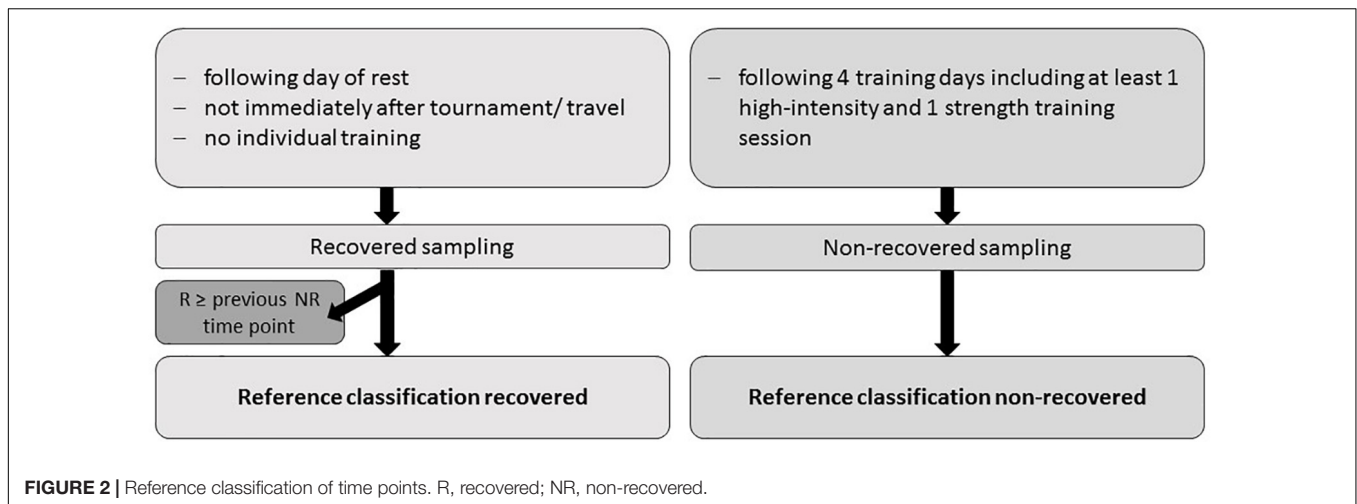 – following day of rest
– not immediately after tournament/ travel
– no individual training
– following 4 training days including at least 1
high-intensity and 1 strength training
session
Recovered sampling
Non-recovered sampling
R ≥ previous NR
time point
Reference classification recovered
Reference classification non-recovered
FIGURE 2 | Reference classification of time points. R, recovered; NR, non-recovered.